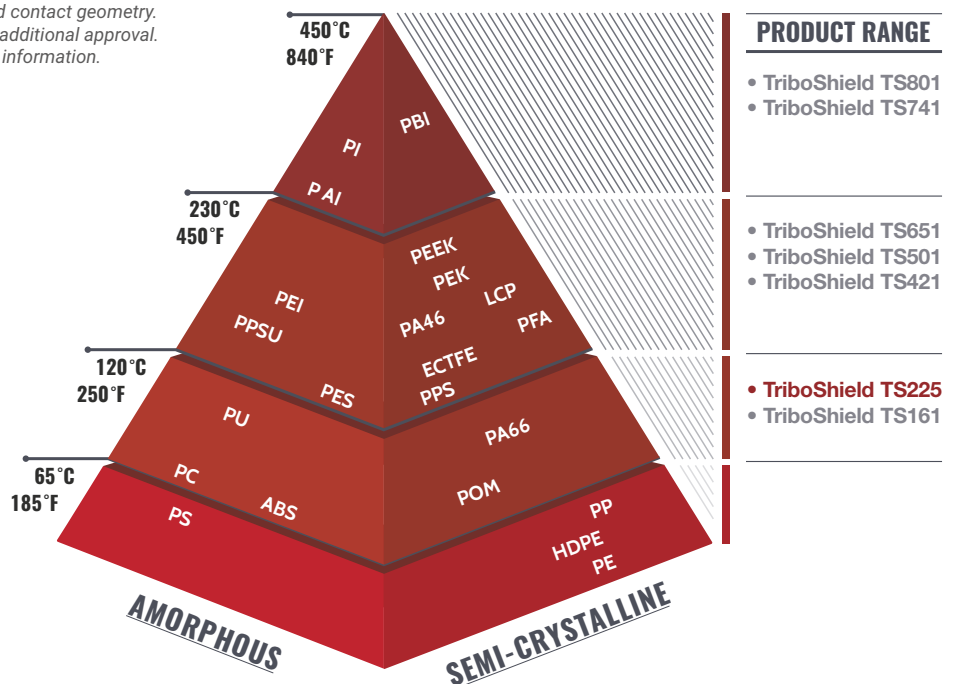 d contact geometry.
additional approval.
information.
450°C
840°F
PBI
PI
PAI
230°C
450°F
PEEK
PEK
LCP
PEI
PA46
PFA
PPSU
ECTFE
PPS
PES
120°C
250°F
PU
PA66
PC
POM
ABS
65°C
185°F
PS
PP
HDPE
PE
AMORPHOUS
SEMI-CRYSTALLINE
PRODUCT RANGE
• TriboShield TS801
• TriboShield TS741
• TriboShield TS651
• TriboShield TS501
• TriboShield TS421
• TriboShield TS225
• TriboShield TS161